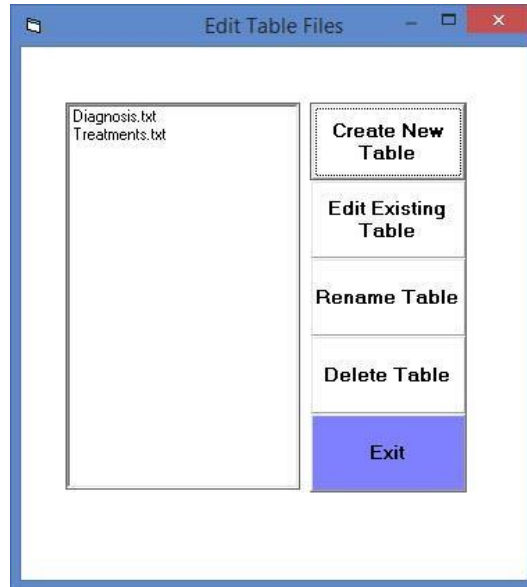 Edit Table Files
Diagnosis.txt
Treatments.txt
Create New
Table
Edit Existing
Table
Rename Table
Delete Table
Exit